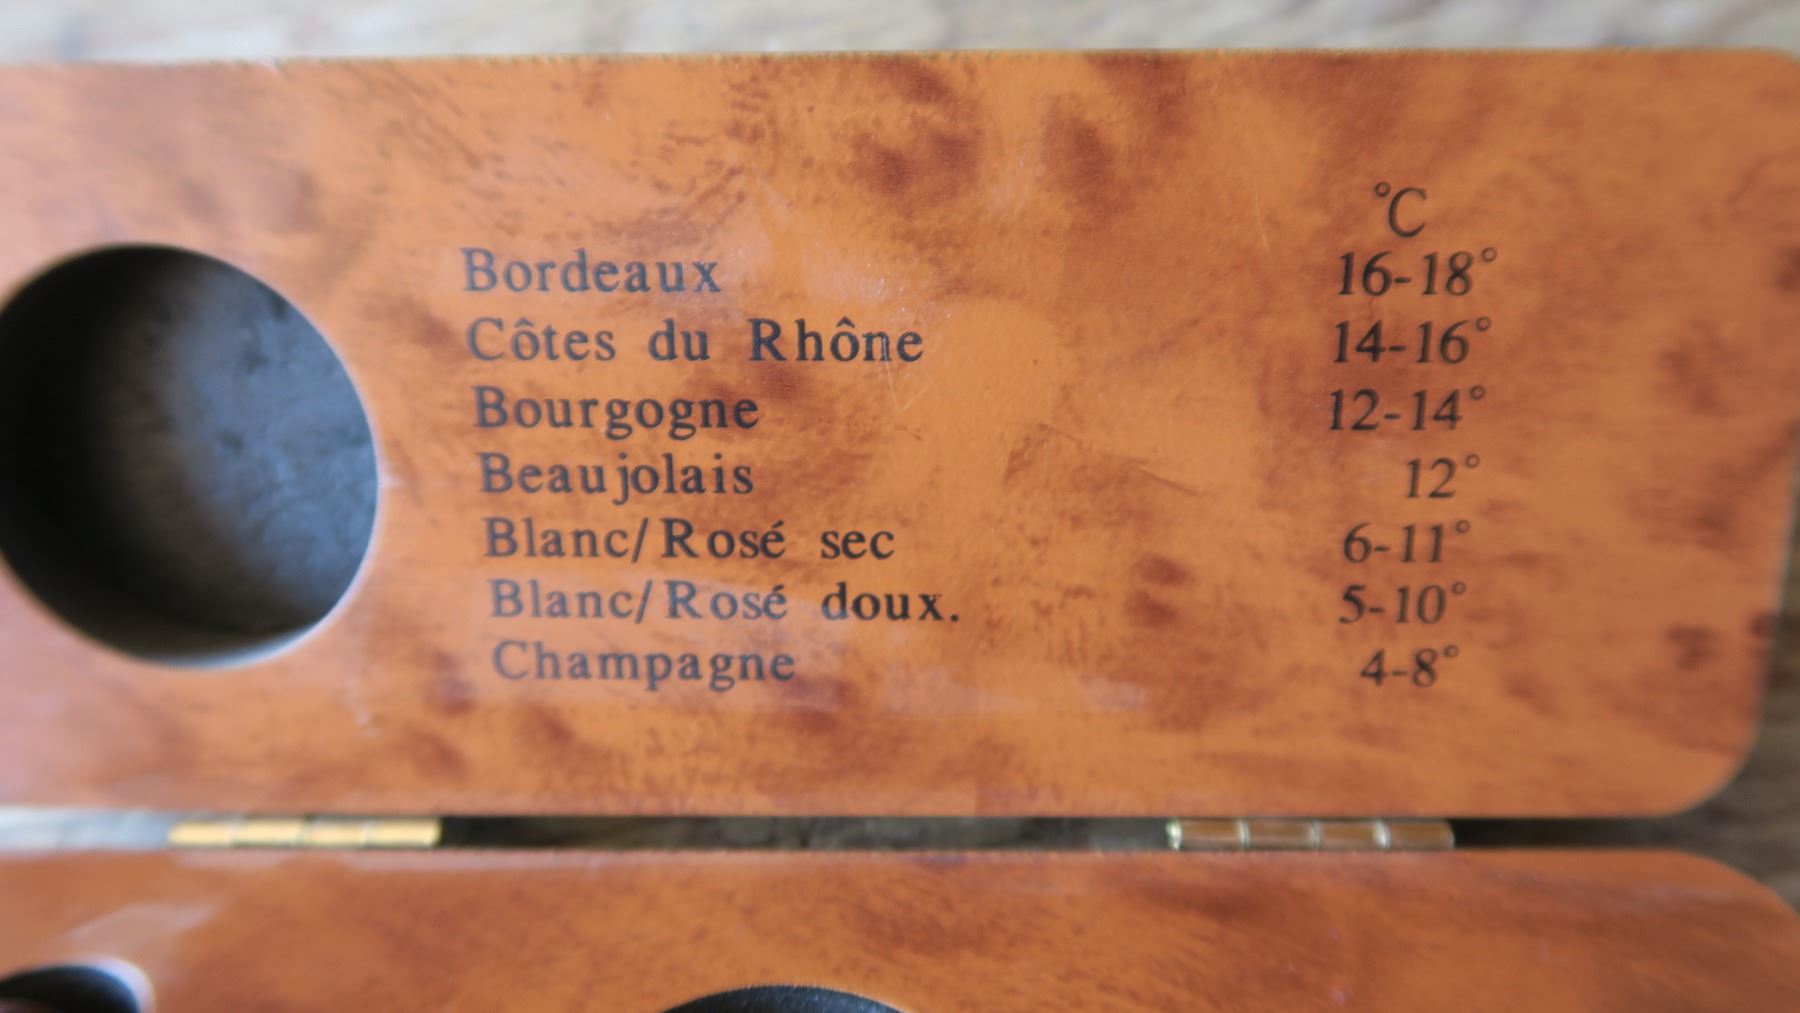 °C
Bordeaux 16-18°
Côtes du Rhône 14-16°
Bourgogne 12-14°
Beaujolais 12°
Blanc/Rosé sec 6-11°
Blanc/Rosé doux. 5-10°
Champagne 4-8°